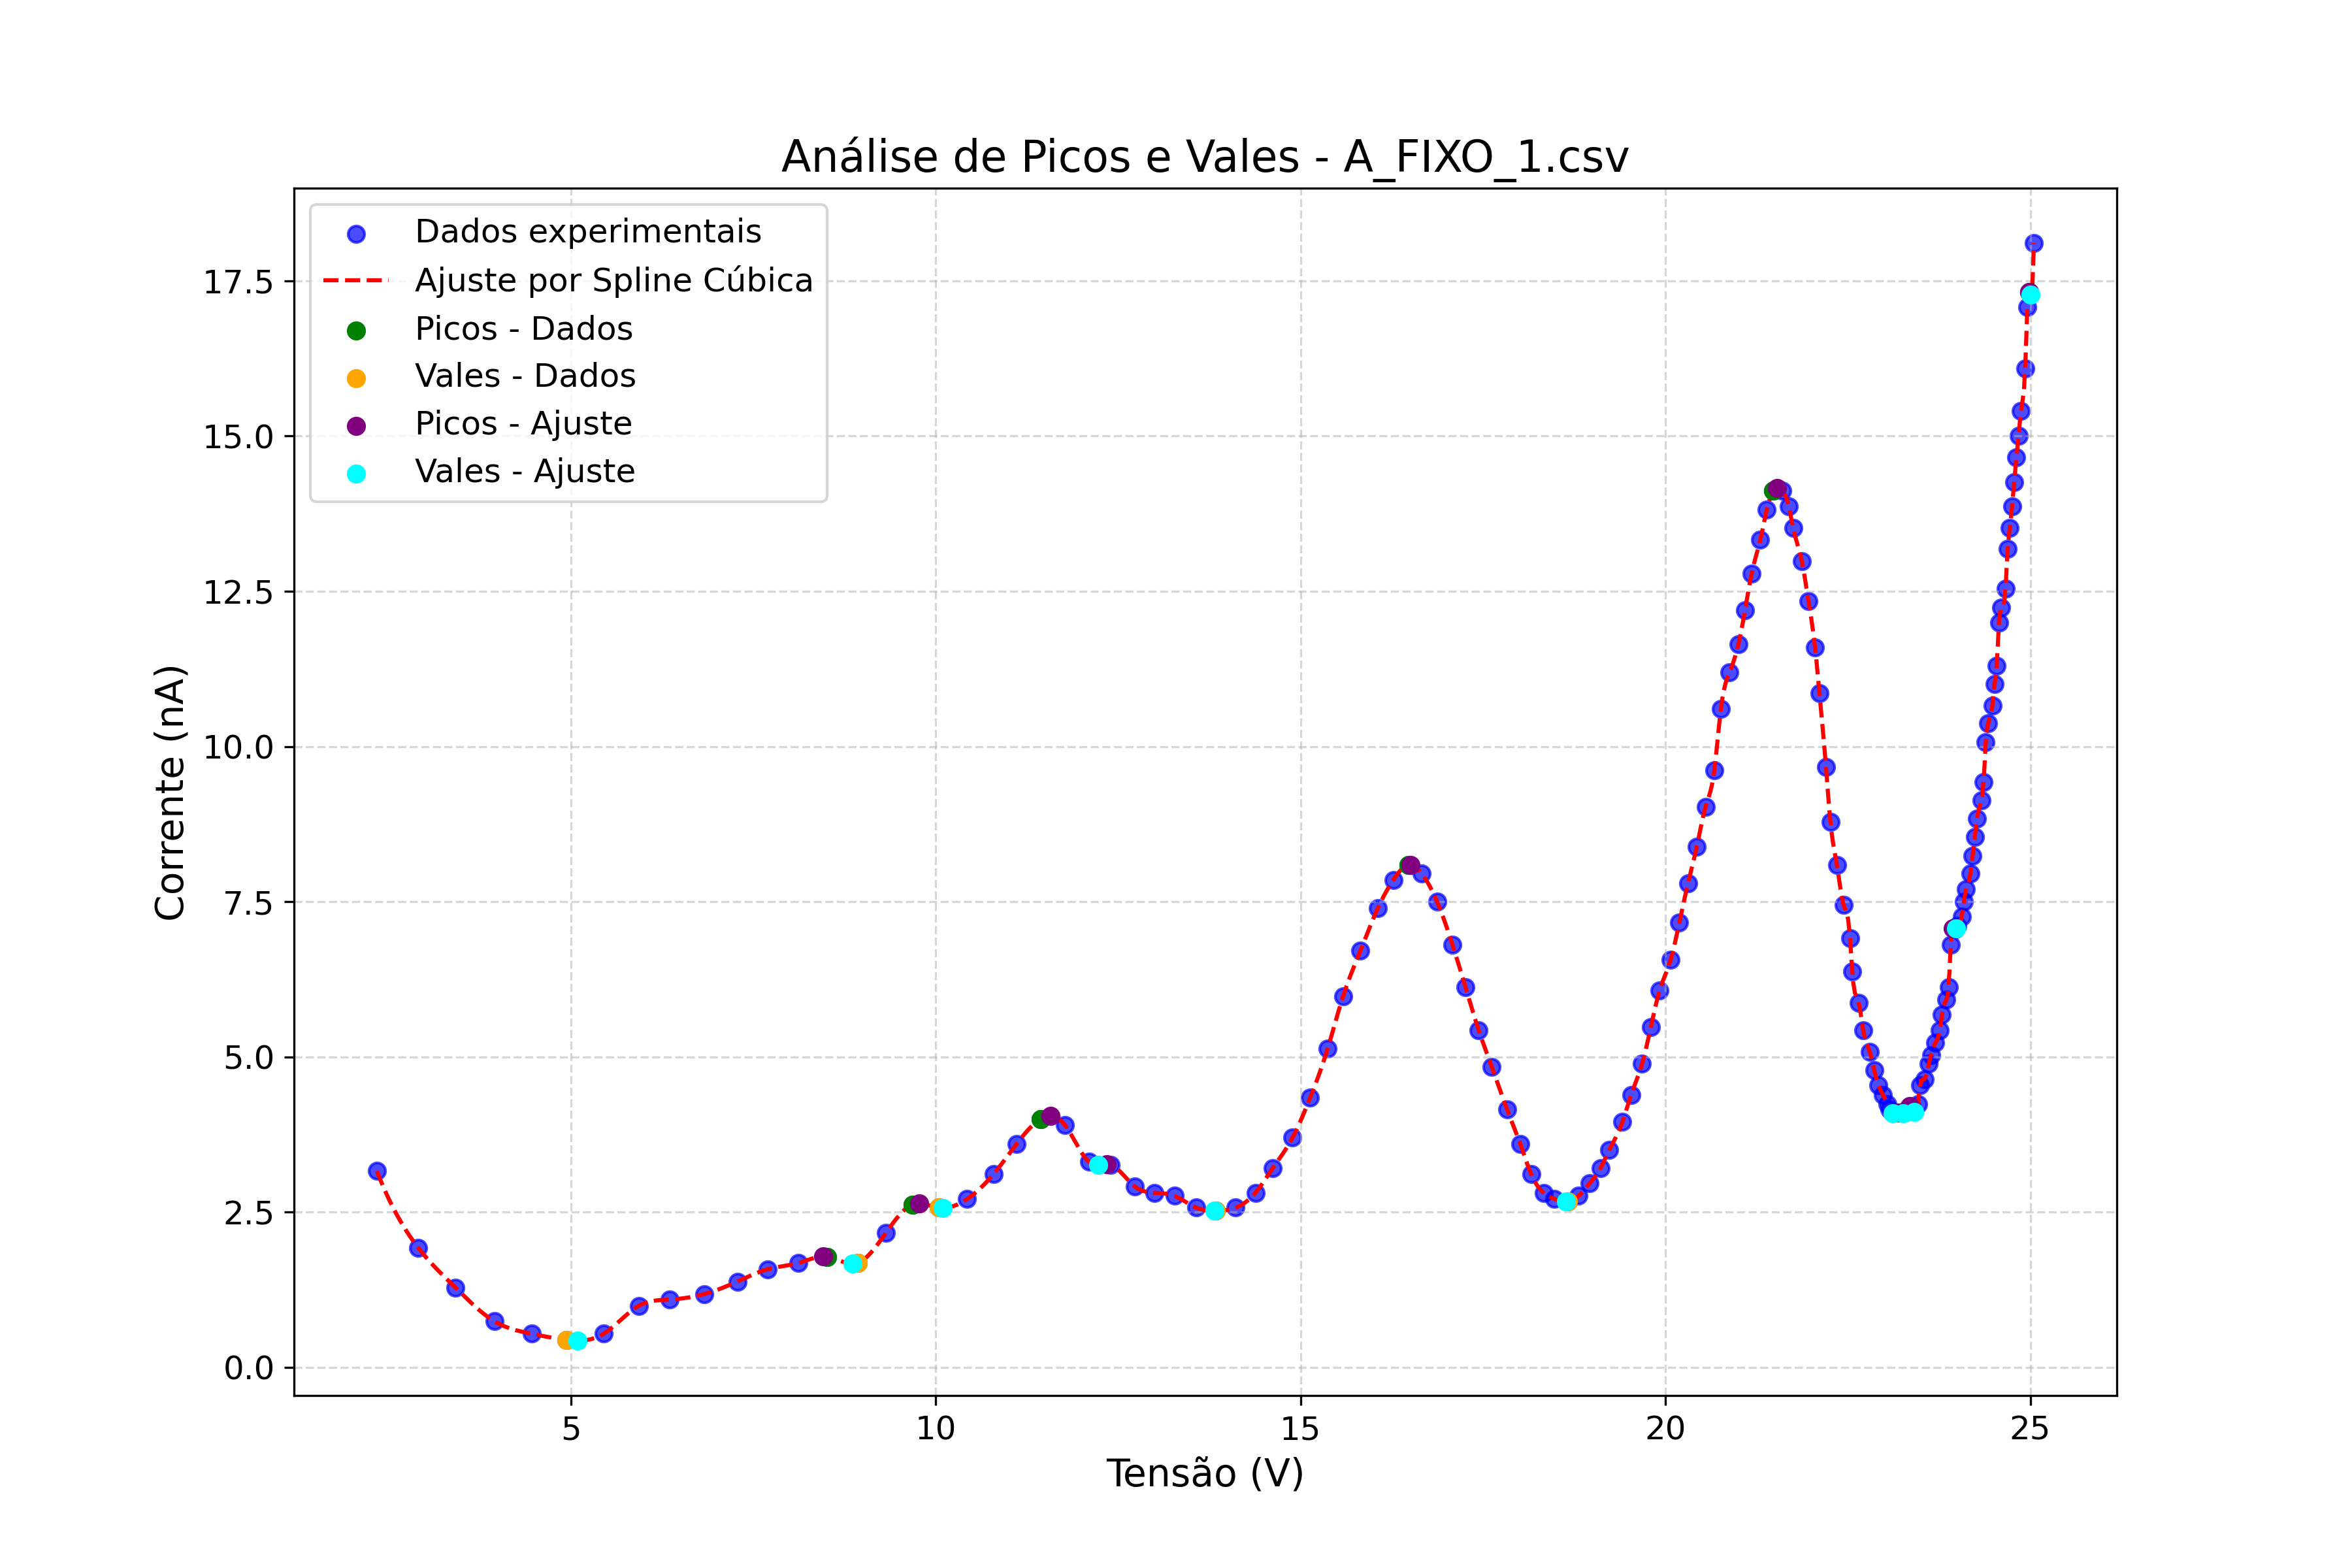 Análise de Picos e Vales - A_FIXO_1.csv
Dados experimentais
Ajuste por Spline Cúbica
Picos - Dados
Vales - Dados
Picos - Ajuste
Vales - Ajuste
Corrente (nA)
17.5
15.0
12.5
10.0
7.5
5.0
2.5
0.0
5 10 15 20 25
Tensão (V)